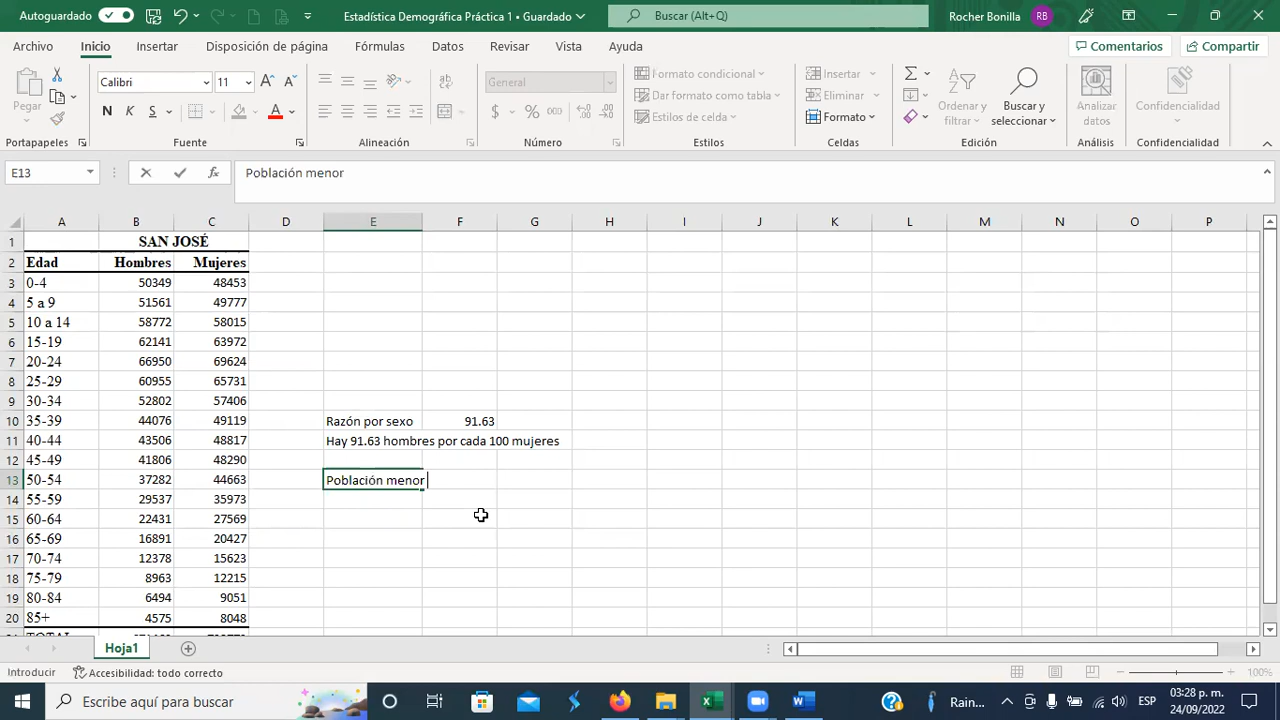 Autoguardado
Estadística Demográfica Práctica 1 • Guardado
Buscar (Alt+Q)
Rocher Bonilla
RB
Archivo
Inicio
Insertar
Disposición de página
Fórmulas
Datos
Revisar
Vista
Ayuda
Comentarios
Compartir
Pegar
Calibri
11
General
Formato condicional
Dar formato como tabla
Estilos de celda
Insertar
Eliminar
Formato
Ordenar y filtrar
Buscar y seleccionar
Analizar datos
Confidencialidad
Portapapeles
Fuente
Alineación
Número
Estilos
Celdas
Edición
Análisis
Confidencialidad
E13
Población menor
A B C D E F G H I J K L M N O P
1 SAN JOSÉ
2 Edad Hombres Mujeres
3 0-4 50349 48453
4 5 a 9 51561 49777
5 10 a 14 58772 58015
6 15-19 62141 63972
7 20-24 66950 69624
8 25-29 60955 65731
9 30-34 52802 57406
10 35-39 44076 49119 Razón por sexo 91.63
11 40-44 43506 48817 Hay 91.63 hombres por cada 100 mujeres
12 45-49 41806 48290
13 50-54 37282 44663 Población menor
14 55-59 29537 35973
15 60-64 22431 27569
16 65-69 16891 20427
17 70-74 12378 15623
18 75-79 8963 12215
19 80-84 6494 9051
20 85+ 4575 8048
Hoja1
Introducir
Accesibilidad: todo correcto
100%
Escribe aquí para buscar
Rain...
ESP
03:28 p. m.
24/09/2022